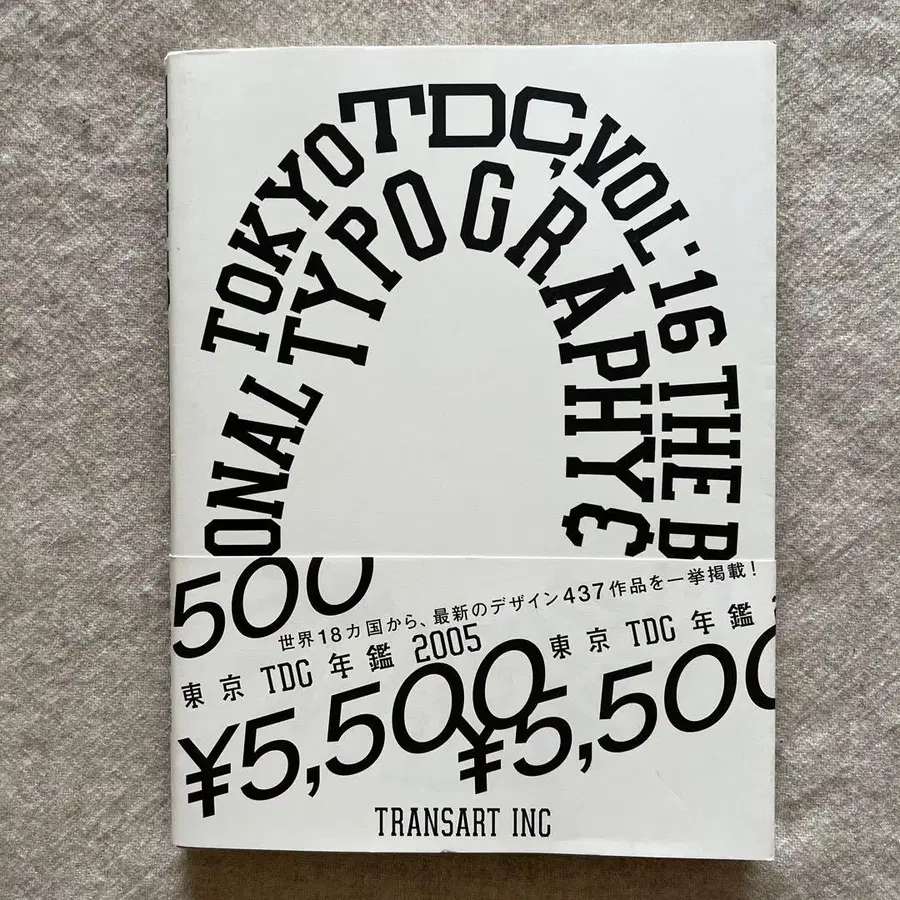 TOKYO TDC, VOL. 16 THE B
ONAL TYPOGRAPHY &
500
世界18カ国から、最新のデザイン437作品を一挙掲載!
東京 TDC 年鑑 2005
東京 TDC 年鑑
¥5,500
¥5,500
TRANSART INC